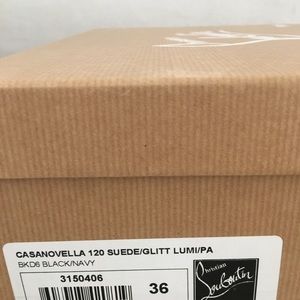 CASANOVELLA 120 SUEDE/GLITT LUMI/PA
BKD6 BLACK/NAVY
3150406
36
Christian
Louboutin